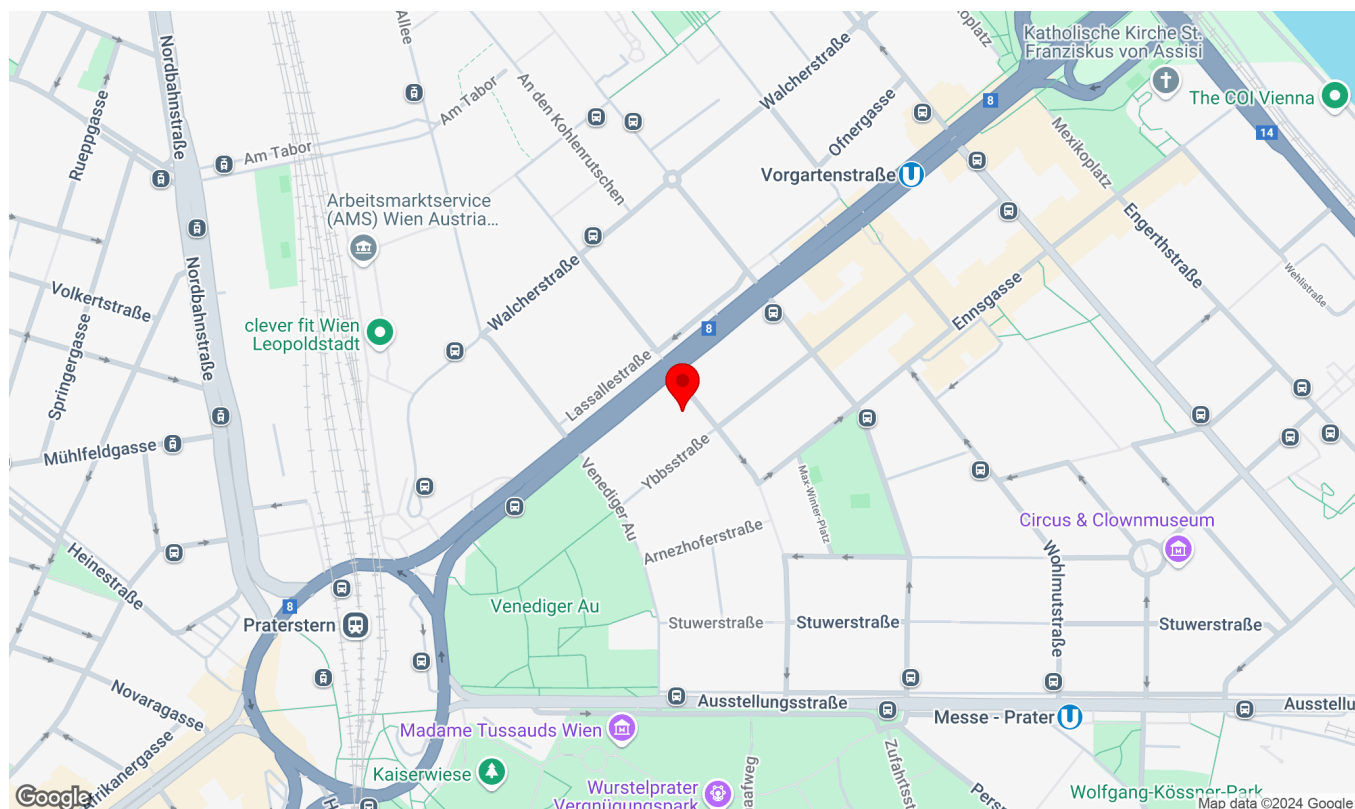 Allee
Nordbahnstraße
Rueppgasse
Am Tabor
Am Tabor
An den Kohlenrutschen
Walcherstraße
Ofnergasse
Katholische Kirche St.
Franziskus von Assisi
8
The COI Vienna
14
Mexikoplatz
Vorgartenstraße
Arbeitsmarktservice
(AMS) Wien Austria...
Engerthstraße
Wehlistraße
Volkertstraße
Nordbahnstraße
Springergasse
Walcherstraße
Ennsgasse
clever fit Wien
Leopoldstadt
8
Lassallestraße
Mühlfeldgasse
Ybbsstraße
Venediger Au
Max-Winter-Platz
Arnezhoferstraße
Circus & Clownmuseum
Wohlmutstraße
Heinestraße
8
Venediger Au
Praterstern
Stuwerstraße
Stuwerstraße
Stuwerstraße
Novaragasse
Ausstellungsstraße
Messe - Prater
Madame Tussauds Wien
Kaiserwiese
Wurstelprater
Vergnügungspark
Wolfgang-Kössner-Park
Google
Map data ©2024 Google